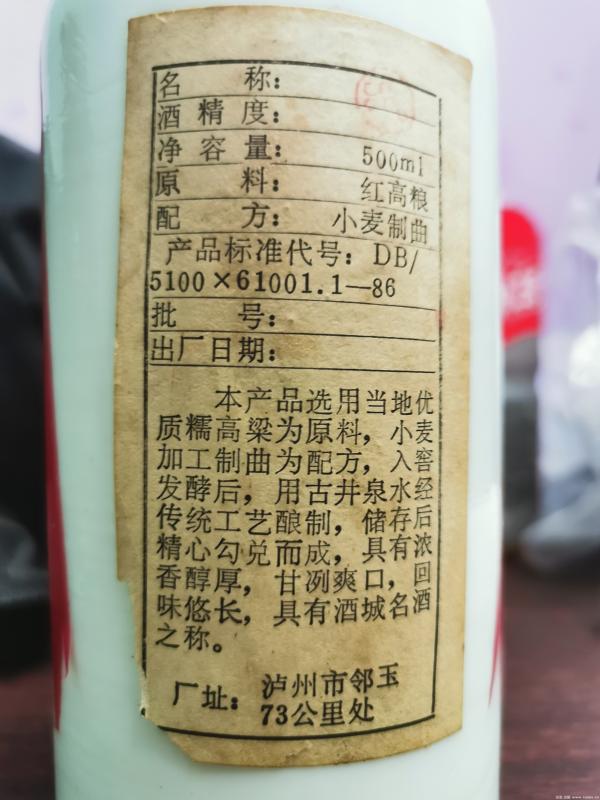 名 称:
酒精度:
净容量: 500ml
原 料: 红高粮
配 方: 小麦制曲
产品标准代号: DB/
5100×61001.1—86
批 号:
出厂日期:
本产品选用当地优
质糯高梁为原料，小麦
加工制曲为配方，入窖
发酵后，用古井泉水经
传统工艺酿制，储存后
精心勾兑而成，具有浓
香醇厚，甘冽爽口，回
味悠长，具有酒城名酒
之称。
厂址: 泸州市邻玉
73公里处